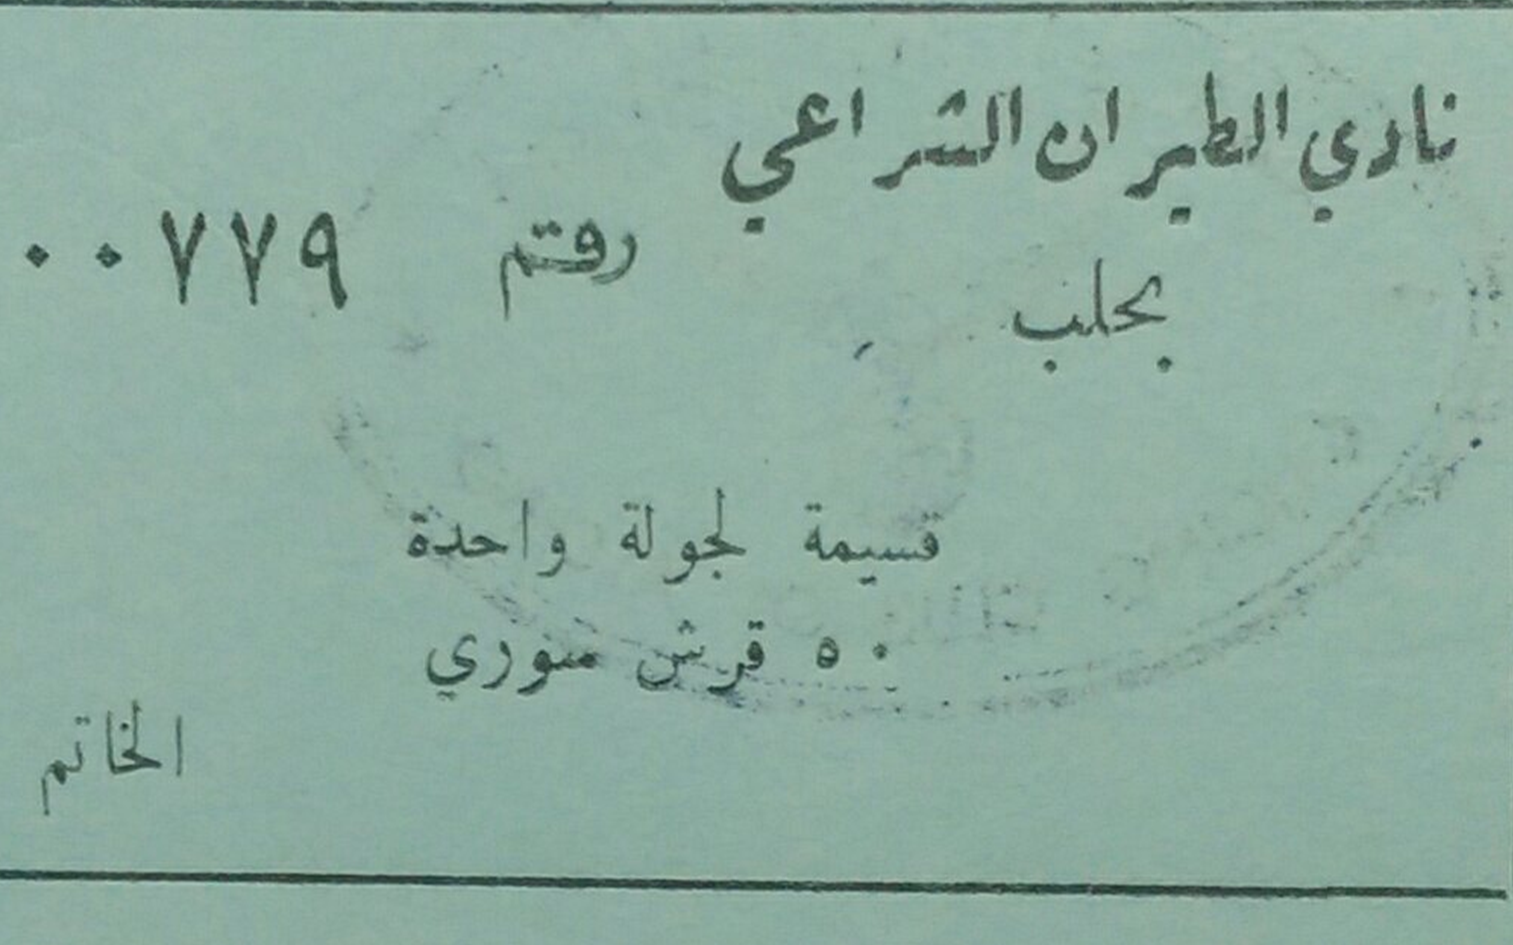 نادي الطيران الشراعي
بحلب
رقم ٠٠٧٧٩
قسيمة لجولة واحدة
٥٠ قرش سوري
الخاتم